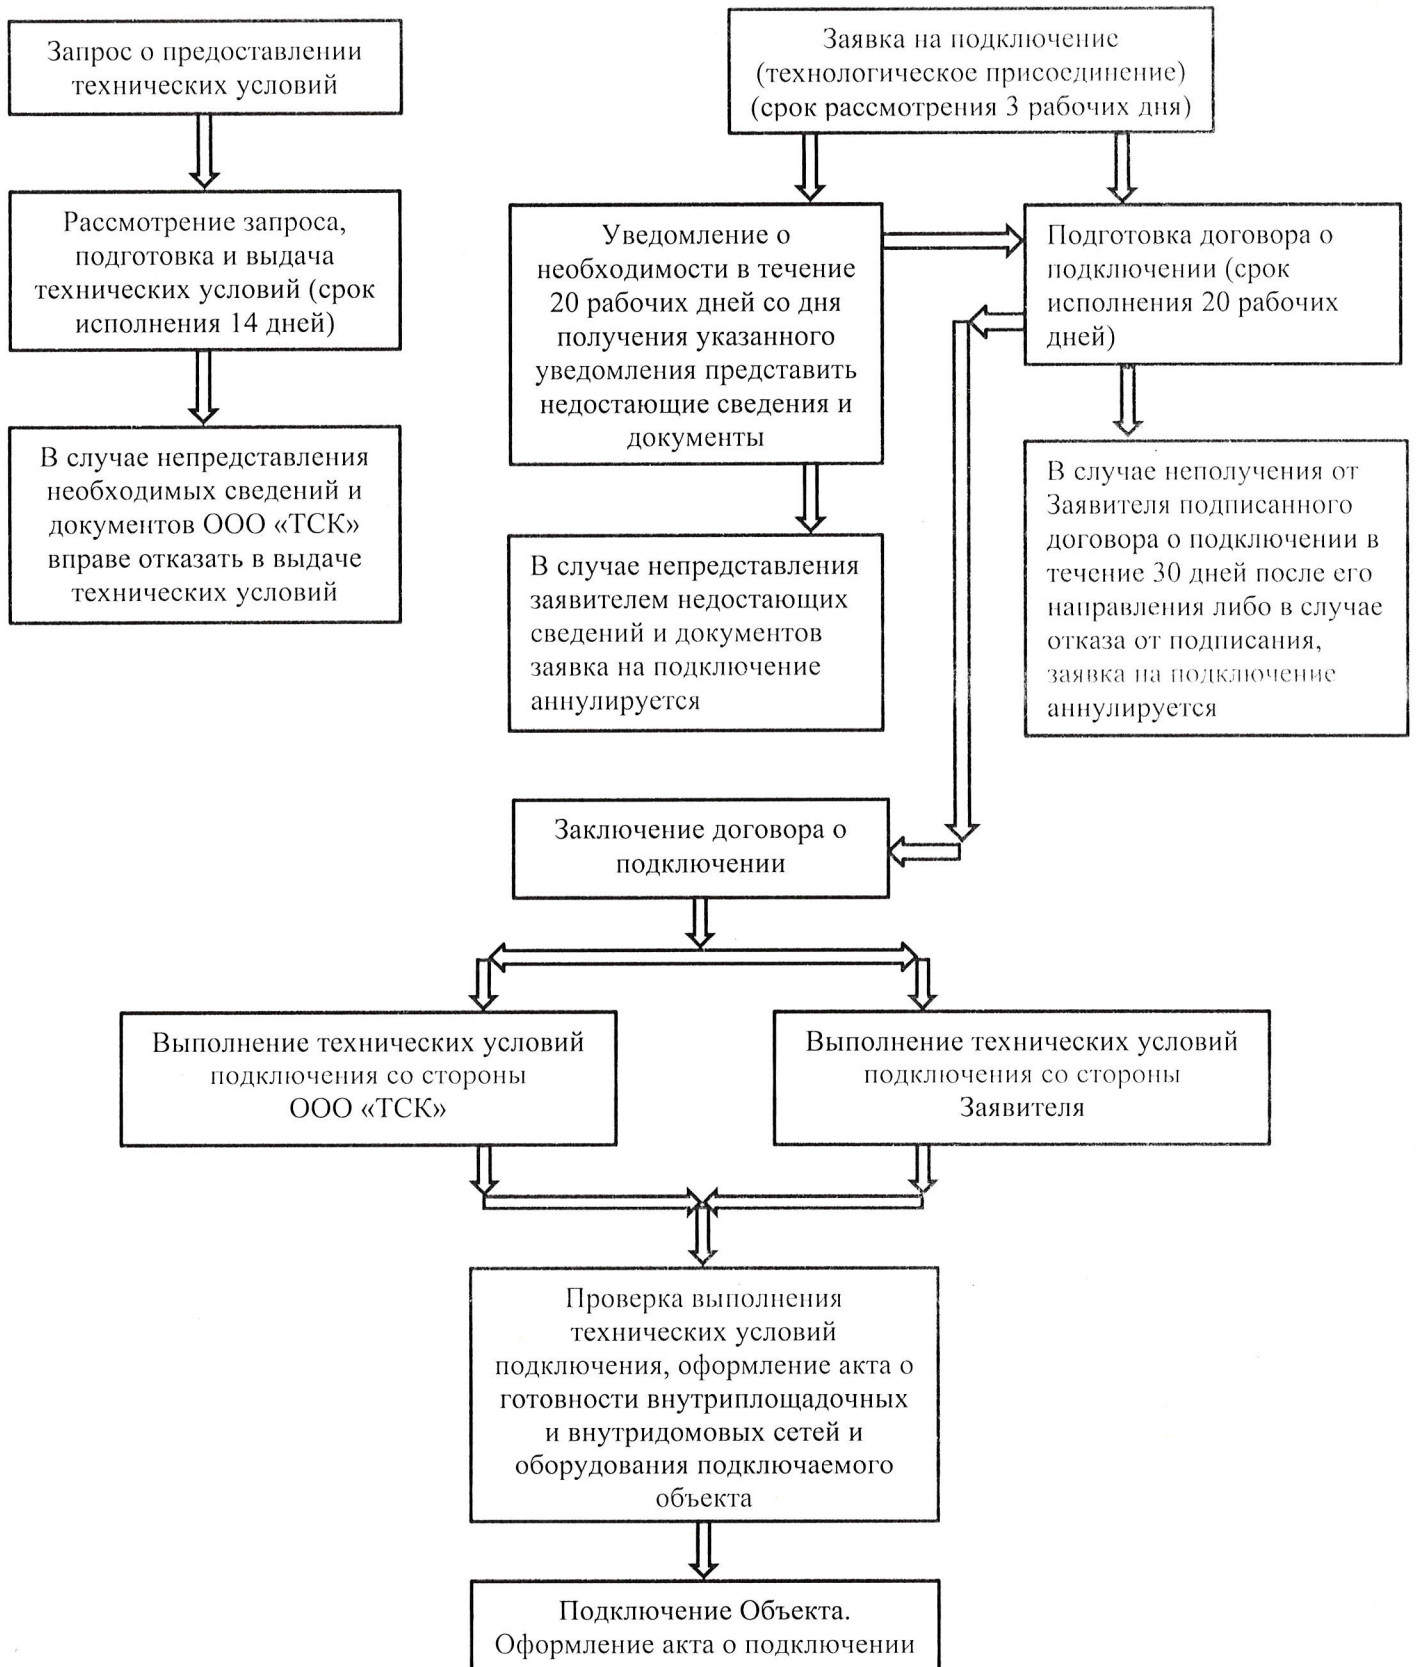 Запрос о предоставлении
технических условий
Рассмотрение запроса,
подготовка и выдача
технических условий (срок
исполнения 14 дней)
В случае непредставления
необходимых сведений и
документов ООО «ТСК»
вправе отказать в выдаче
технических условий
Заявка на подключение
(технологическое присоединение)
(срок рассмотрения 3 рабочих дня)
Уведомление о
необходимости в течение
20 рабочих дней со дня
получения указанного
уведомления представить
недостающие сведения и
документы
Подготовка договора о
подключении (срок
исполнения 20 рабочих
дней)
В случае непредставления
заявителем недостающих
сведений и документов
заявка на подключение
аннулируется
В случае неполучения от
Заявителя подписанного
договора о подключении в
течение 30 дней после его
направления либо в случае
отказа от подписания,
заявка на подключение
аннулируется
Заключение договора о
подключении
Выполнение технических условий
подключения со стороны
ООО «ТСК»
Выполнение технических условий
подключения со стороны
Заявителя
Проверка выполнения
технических условий
подключения, оформление акта о
готовности внутриплощадочных
и внутридомовых сетей и
оборудования подключаемого
объекта
Подключение Объекта.
Оформление акта о подключении